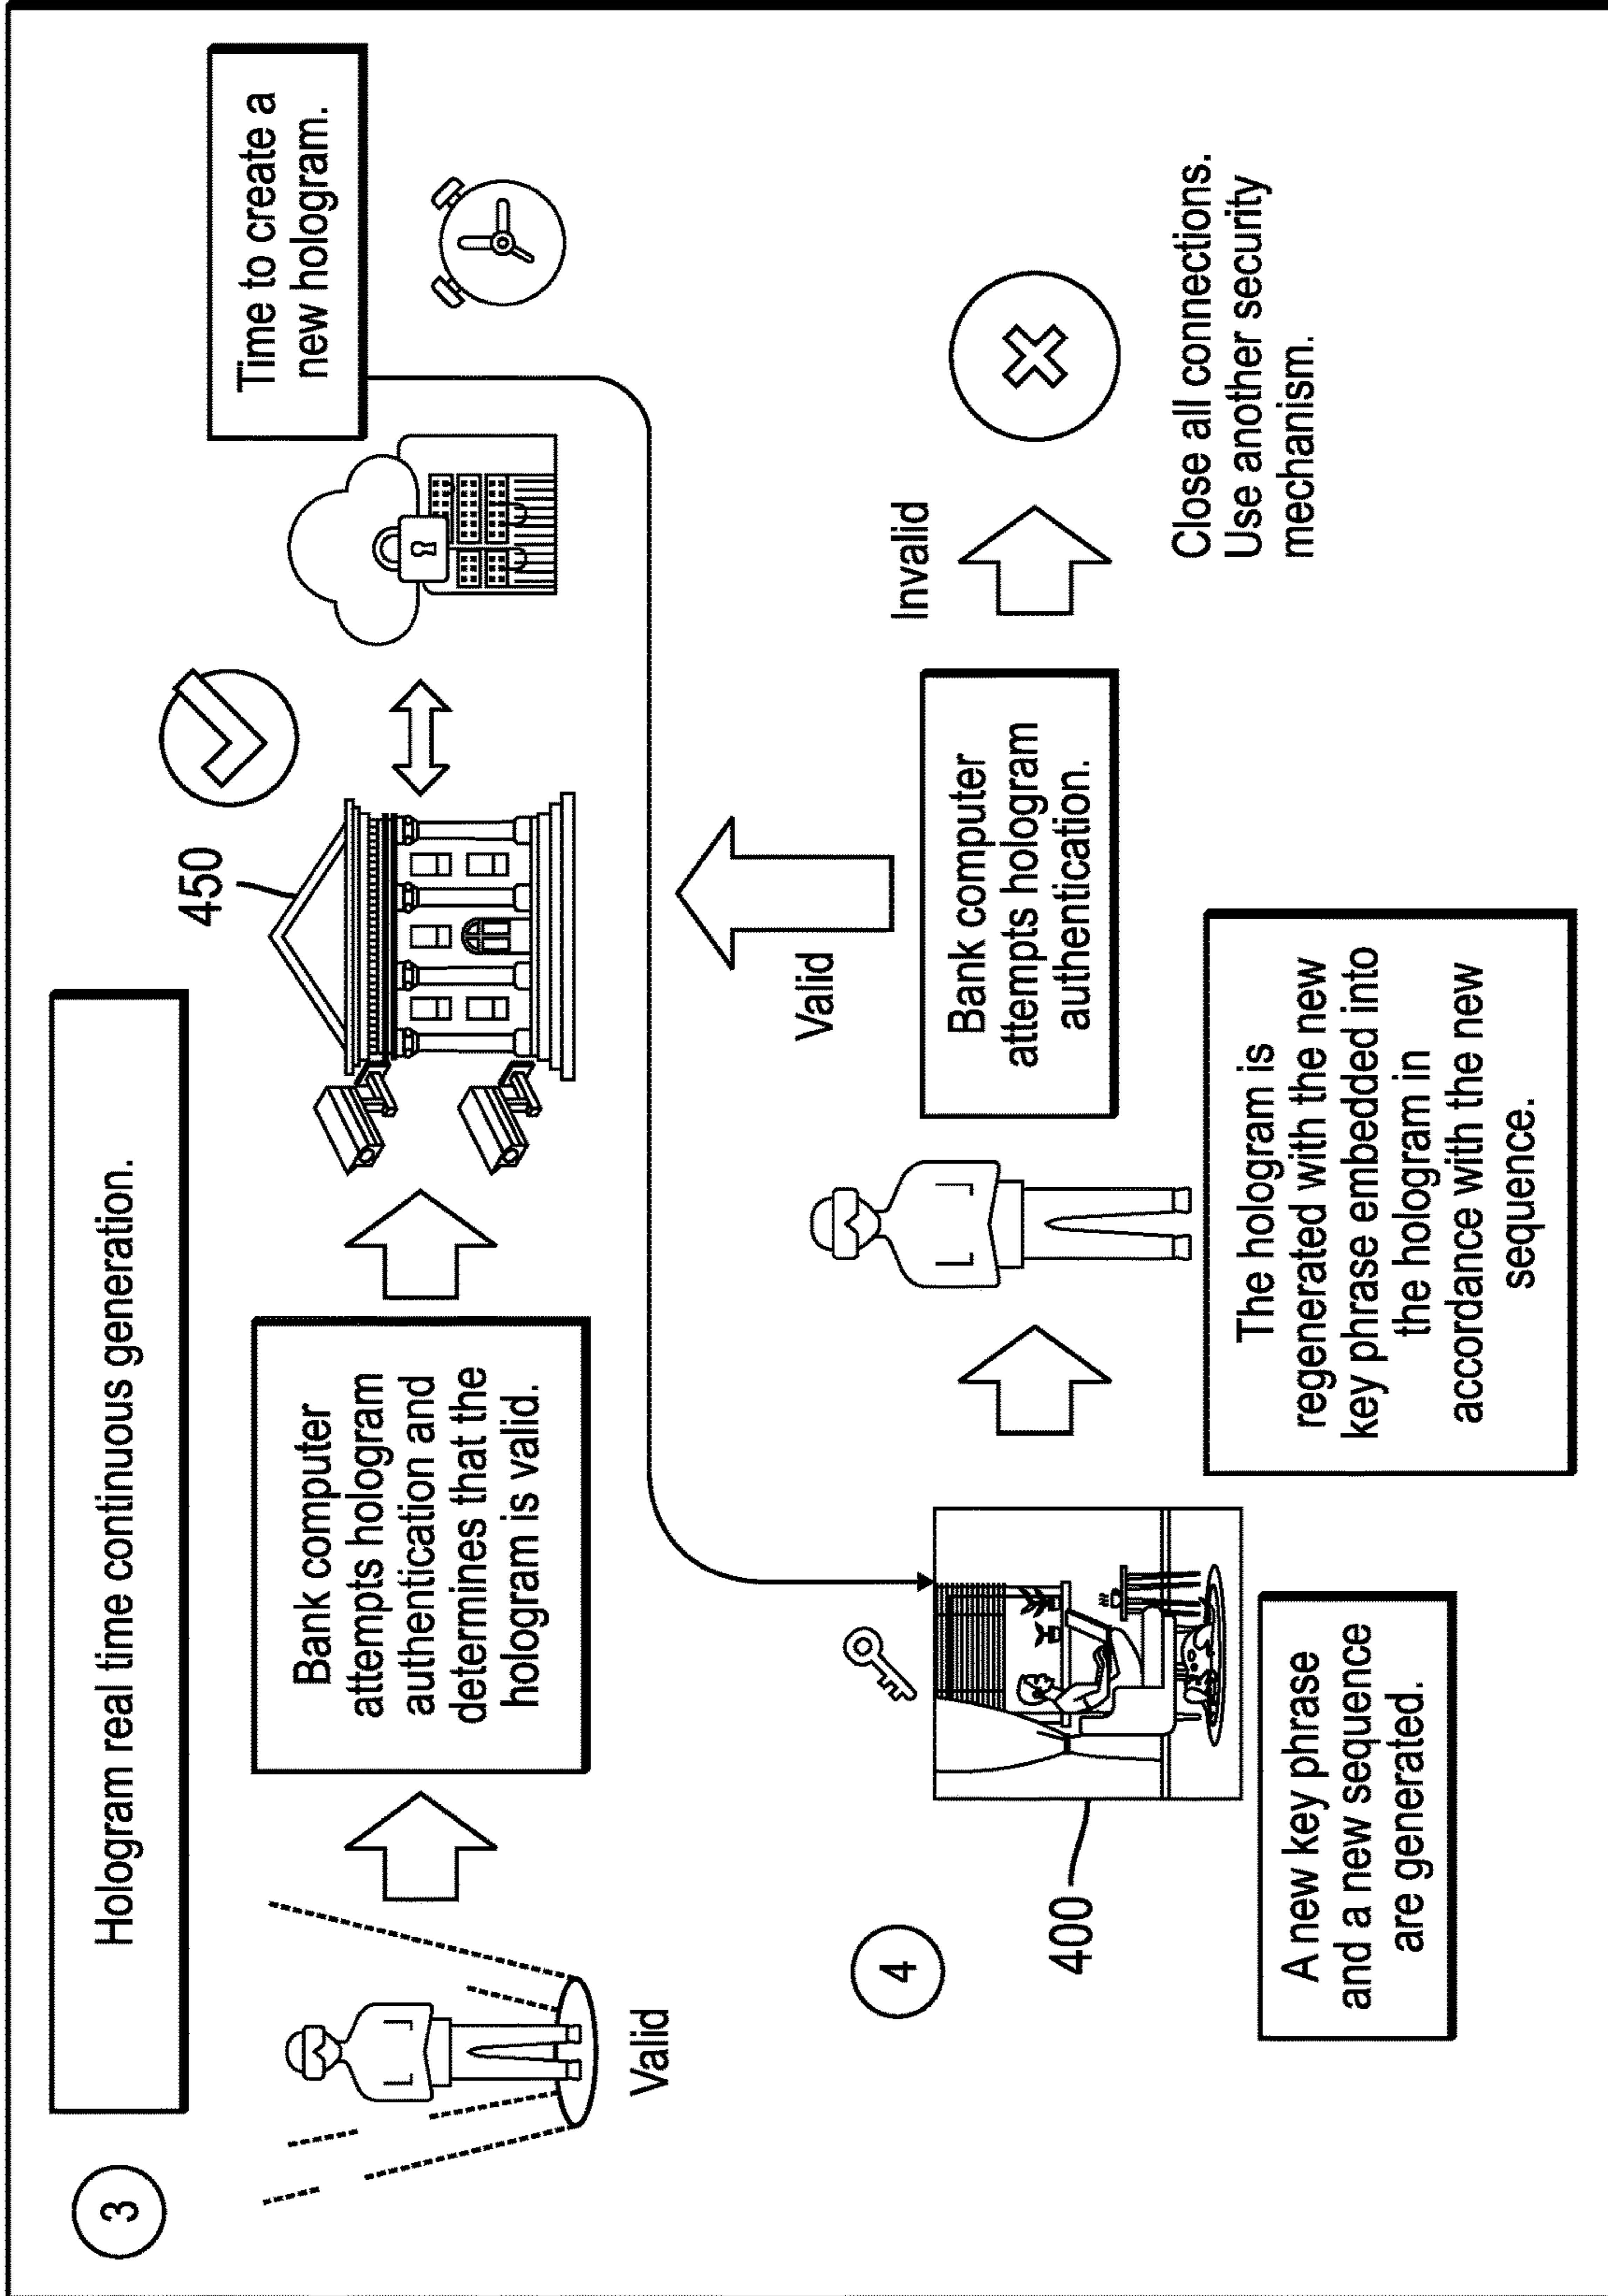 3
Hologram real time continuous generation.
Valid
Bank computer
attempts hologram
authentication and
determines that the
hologram is valid.
450
Time to create a
new hologram.
4
400
A new key phrase
and a new sequence
are generated.
The hologram is
regenerated with the new
key phrase embedded into
the hologram in
accordance with the new
sequence.
Bank computer
attempts hologram
authentication.
Valid
Invalid
Close all connections.
Use another security
mechanism.